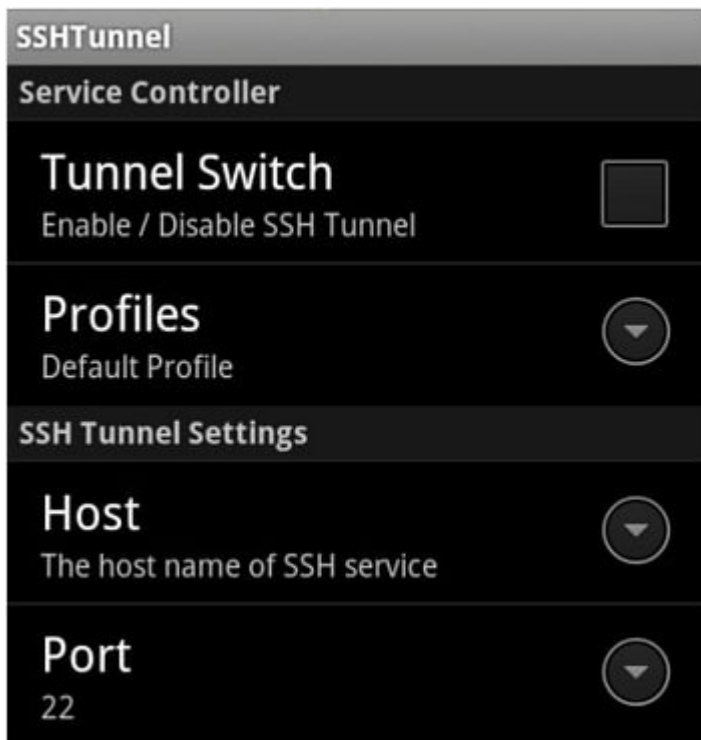 SSHTunnel
Service Controller
Tunnel Switch
Enable / Disable SSH Tunnel
Profiles
Default Profile
SSH Tunnel Settings
Host
The host name of SSH service
Port
22